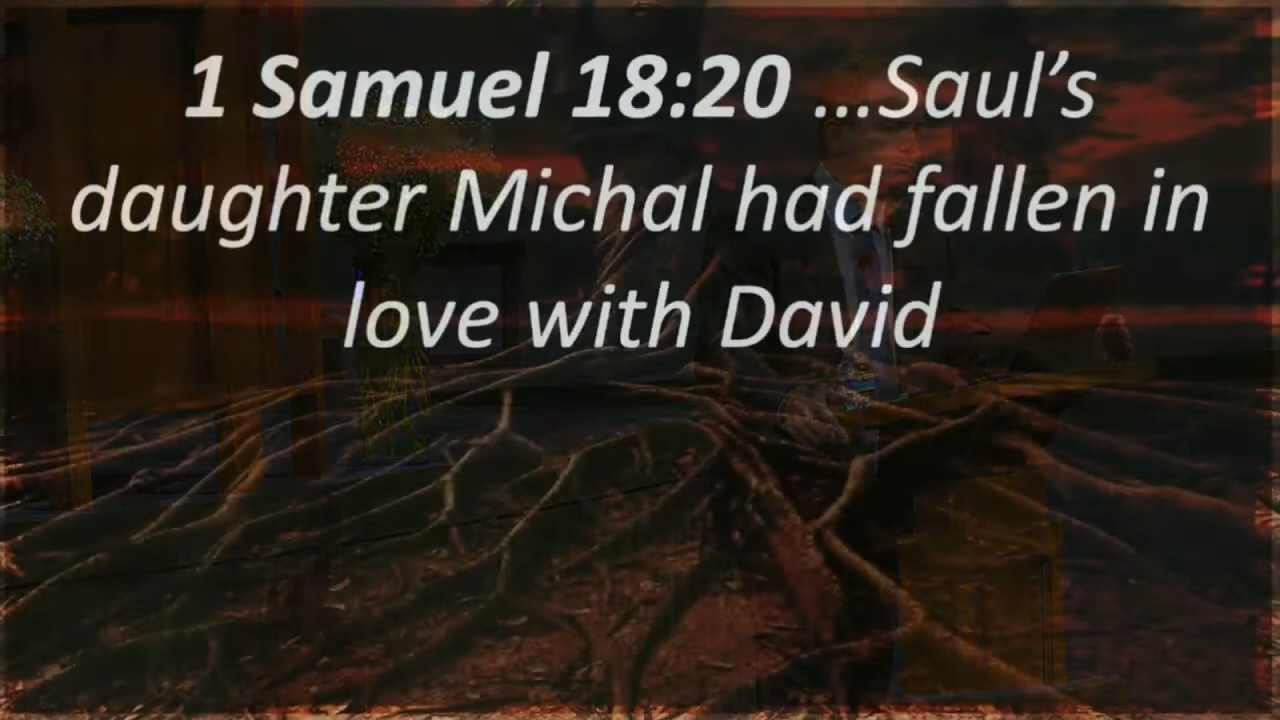 1 Samuel 18:20 ...Saul’s
daughter Michal had fallen in
love with David